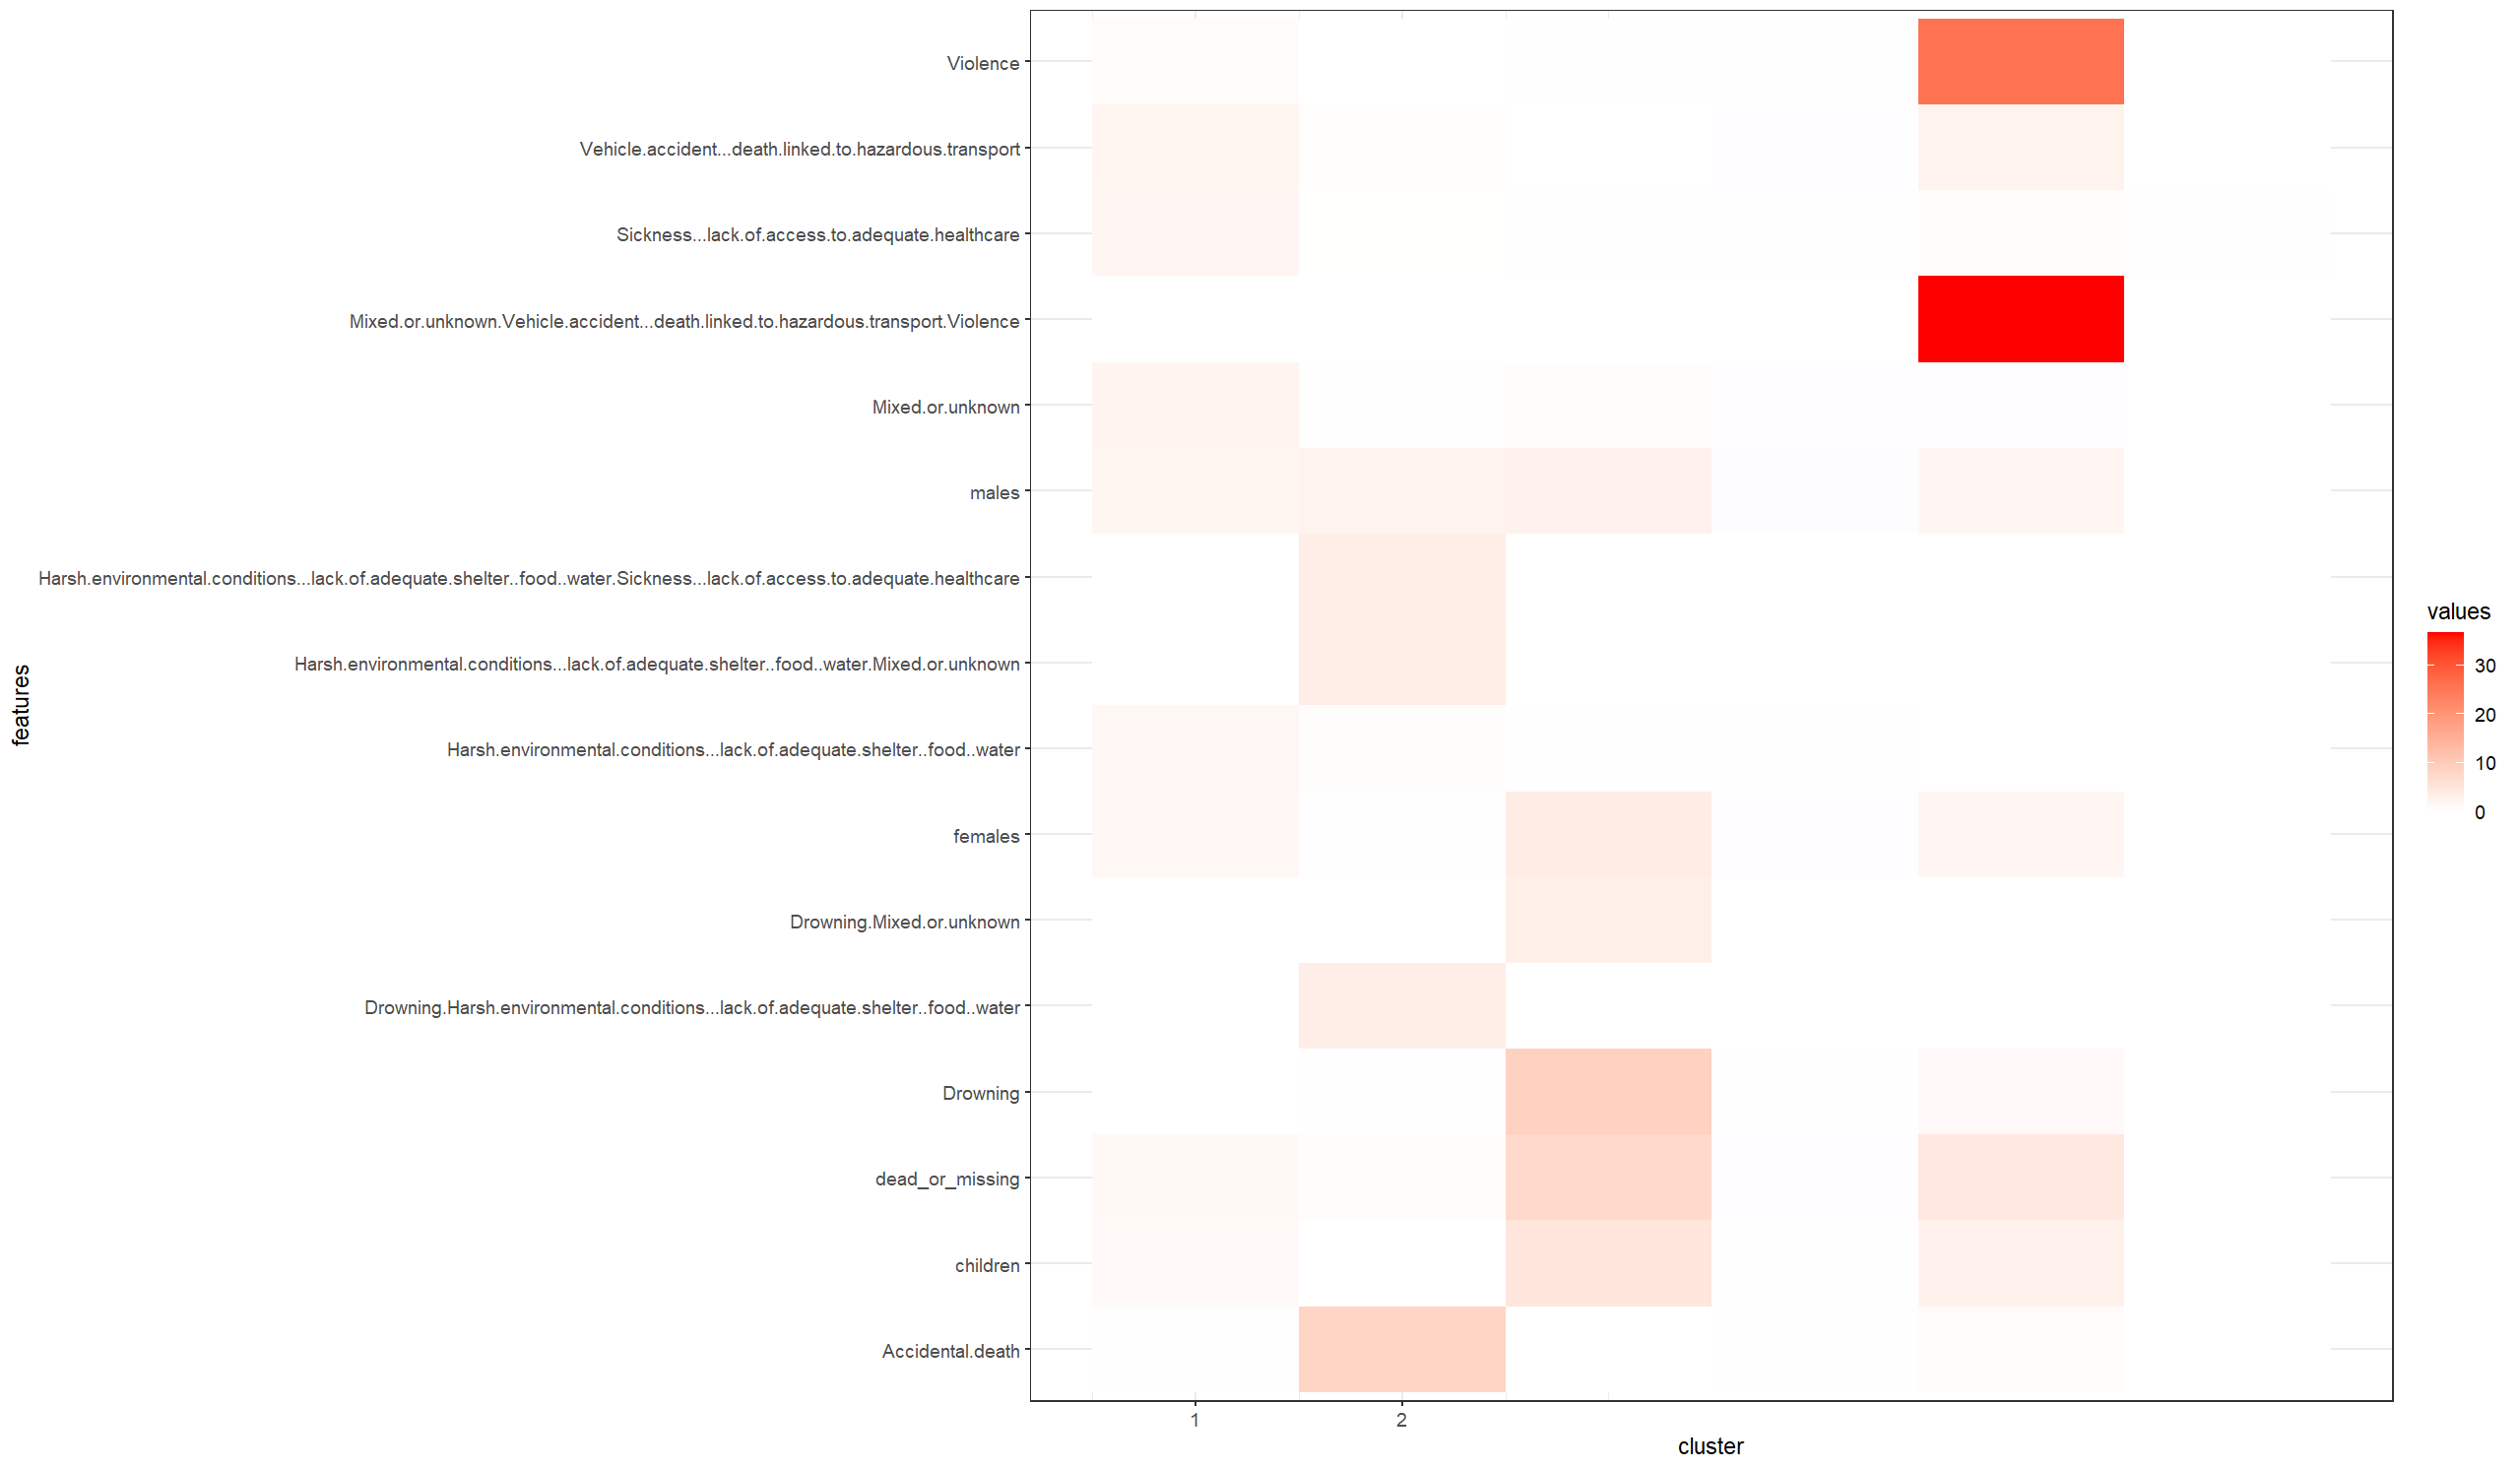 Violence
Vehicle.accident...death.linked.to.hazardous.transport
Sickness...lack.of.access.to.adequate.healthcare
Mixed.or.unknown.Vehicle.accident...death.linked.to.hazardous.transport.Violence
Mixed.or.unknown
males
Harsh.environmental.conditions...lack.of.adequate.shelter..food..water.Sickness...lack.of.access.to.adequate.healthcare
Harsh.environmental.conditions...lack.of.adequate.shelter..food..water.Mixed.or.unknown
Harsh.environmental.conditions...lack.of.adequate.shelter..food..water
females
Drowning.Mixed.or.unknown
Drowning.Harsh.environmental.conditions...lack.of.adequate.shelter..food..water
Drowning
dead_or_missing
children
Accidental.death
features
1 2
cluster
values
30
20
10
0